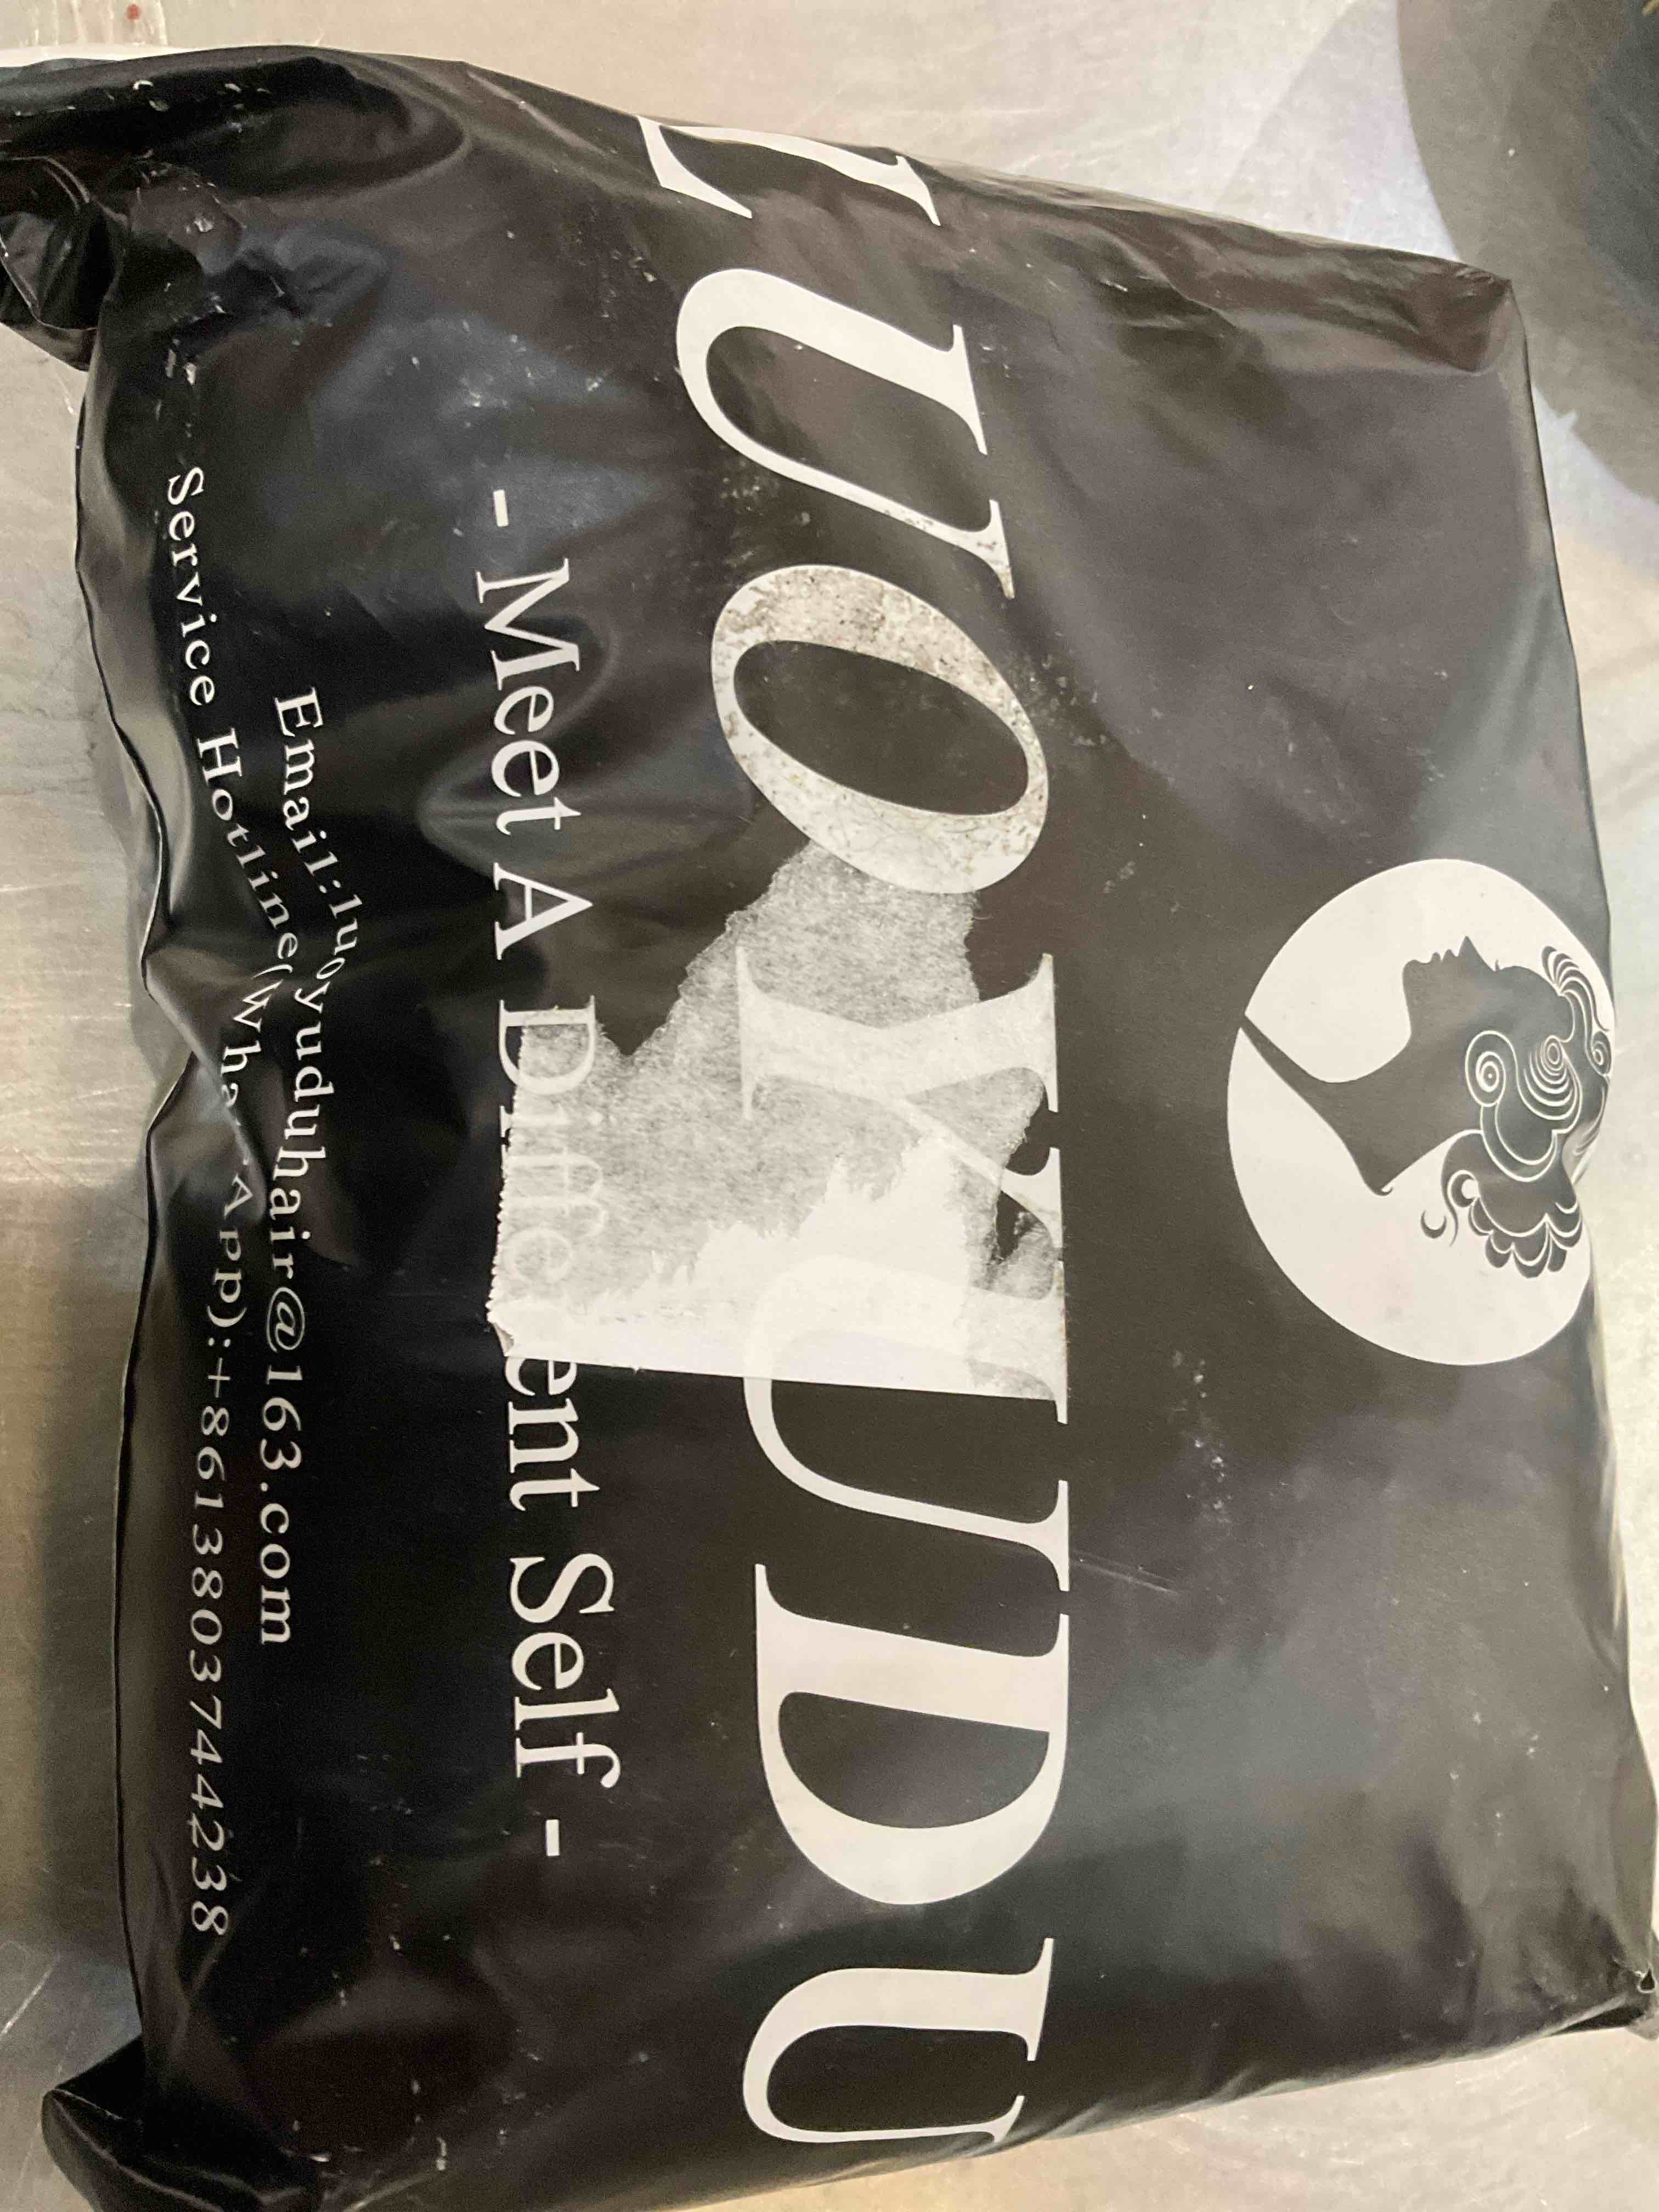 LUOYUDU
- Meet A Different Self -
Email:luoyuduhair@163.com
Service Hotline(WhatsApp):+8613803744238